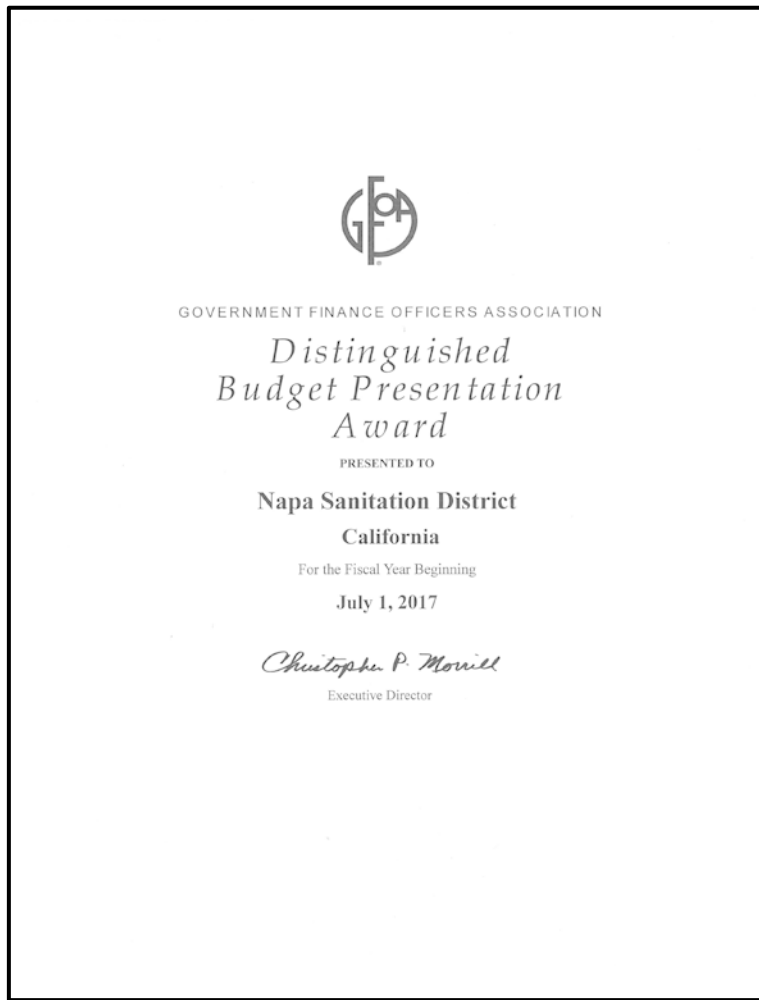 GFOA
GOVERNMENT FINANCE OFFICERS ASSOCIATION
Distinguished
Budget Presentation
Award
PRESENTED TO
Napa Sanitation District
California
For the Fiscal Year Beginning
July 1, 2017
Christopher P. Morrill
Executive Director